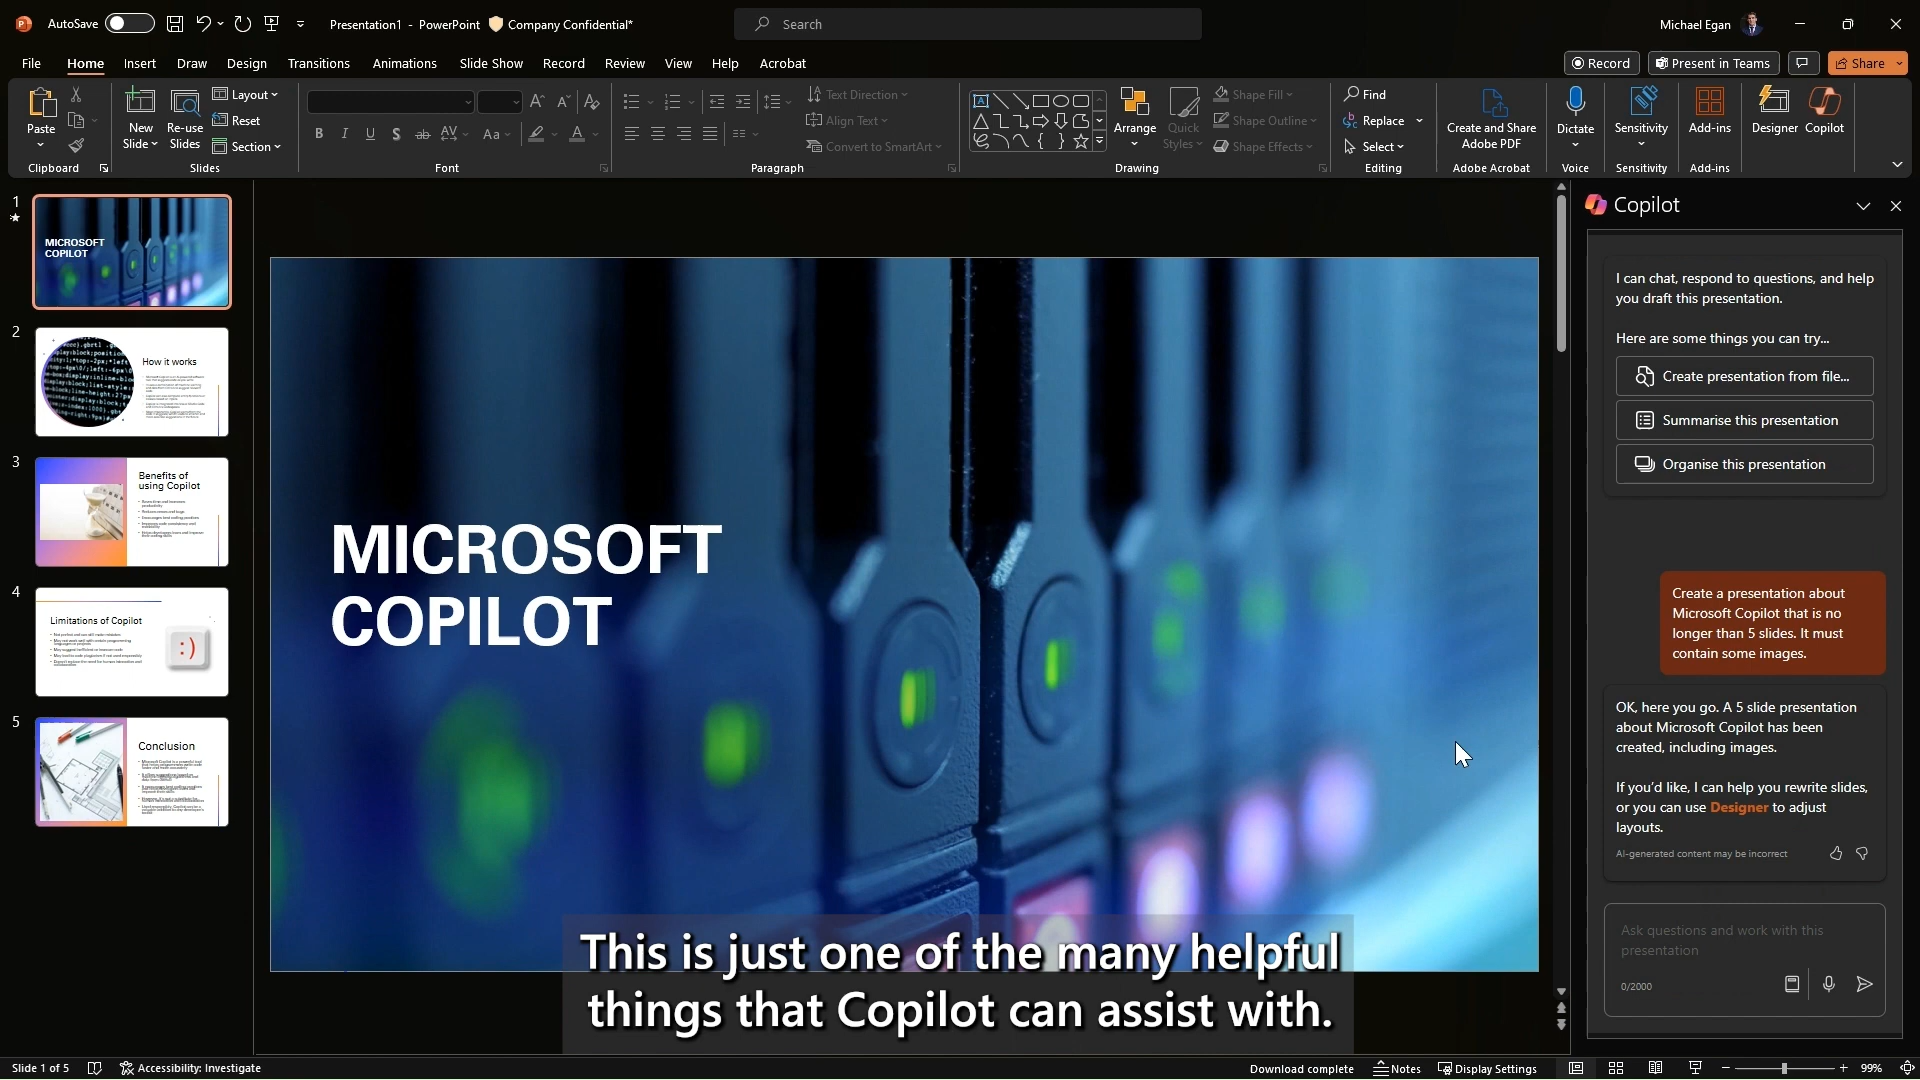 AutoSave
Presentation1 - PowerPoint
Company Confidential*
Search
Michael Egan
File
Home
Insert
Draw
Design
Transitions
Animations
Slide Show
Record
Review
View
Help
Acrobat
Record
Present in Teams
Share
Paste
Clipboard
New
Slide
Re-use
Slides
Layout
Reset
Section
Slides
B
I
U
S
ab
AV
Aa
A
Font
Text Direction
Align Text
Convert to SmartArt
Paragraph
Arrange
Quick
Styles
Shape Fill
Shape Outline
Shape Effects
Drawing
Find
Replace
Select
Editing
Create and Share
Adobe PDF
Adobe Acrobat
Dictate
Voice
Sensitivity
Sensitivity
Add-ins
Add-ins
Designer
Copilot
1
MICROSOFT
COPILOT
2
How it works
3
Benefits of
using Copilot
4
Limitations of Copilot
:)
5
Conclusion
MICROSOFT
COPILOT
This is just one of the many helpful
things that Copilot can assist with.
Copilot
I can chat, respond to questions, and help
you draft this presentation.
Here are some things you can try...
Create presentation from file...
Summarise this presentation
Organise this presentation
Create a presentation about
Microsoft Copilot that is no
longer than 5 slides. It must
contain some images.
OK, here you go. A 5 slide presentation
about Microsoft Copilot has been
created, including images.
If you'd like, I can help you rewrite slides,
or you can use Designer to adjust
layouts.
AI-generated content may be incorrect
Ask questions and work with this
presentation
0/2000
Slide 1 of 5
Accessibility: Investigate
Download complete
Notes
Display Settings
99%